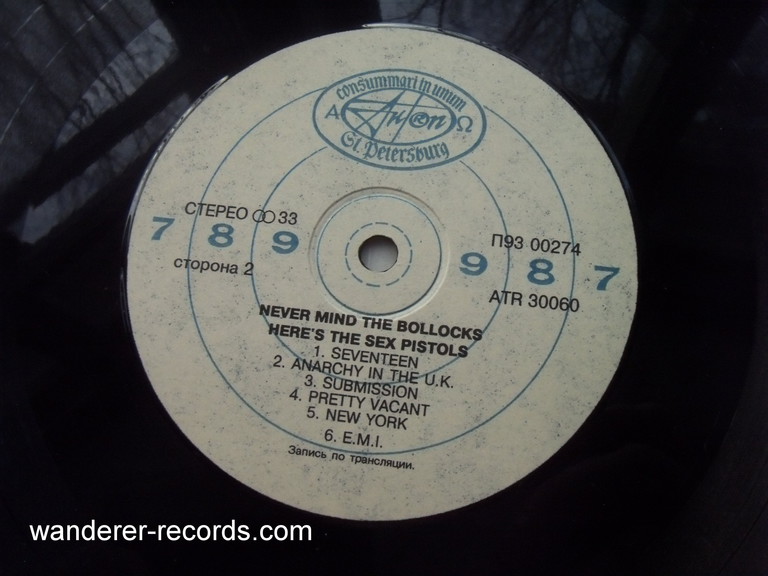 consummari in unum
A Ant®n Ω
St. Petersburg
СТЕРЕО 33
П93 00274
7 8 9 9 8 7
сторона 2
ATR 30060
NEVER MIND THE BOLLOCKS
HERE'S THE SEX PISTOLS
1. SEVENTEEN
2. ANARCHY IN THE U.K.
3. SUBMISSION
4. PRETTY VACANT
5. NEW YORK
6. E.M.I.
Запись по трансляции.
wanderer-records.com